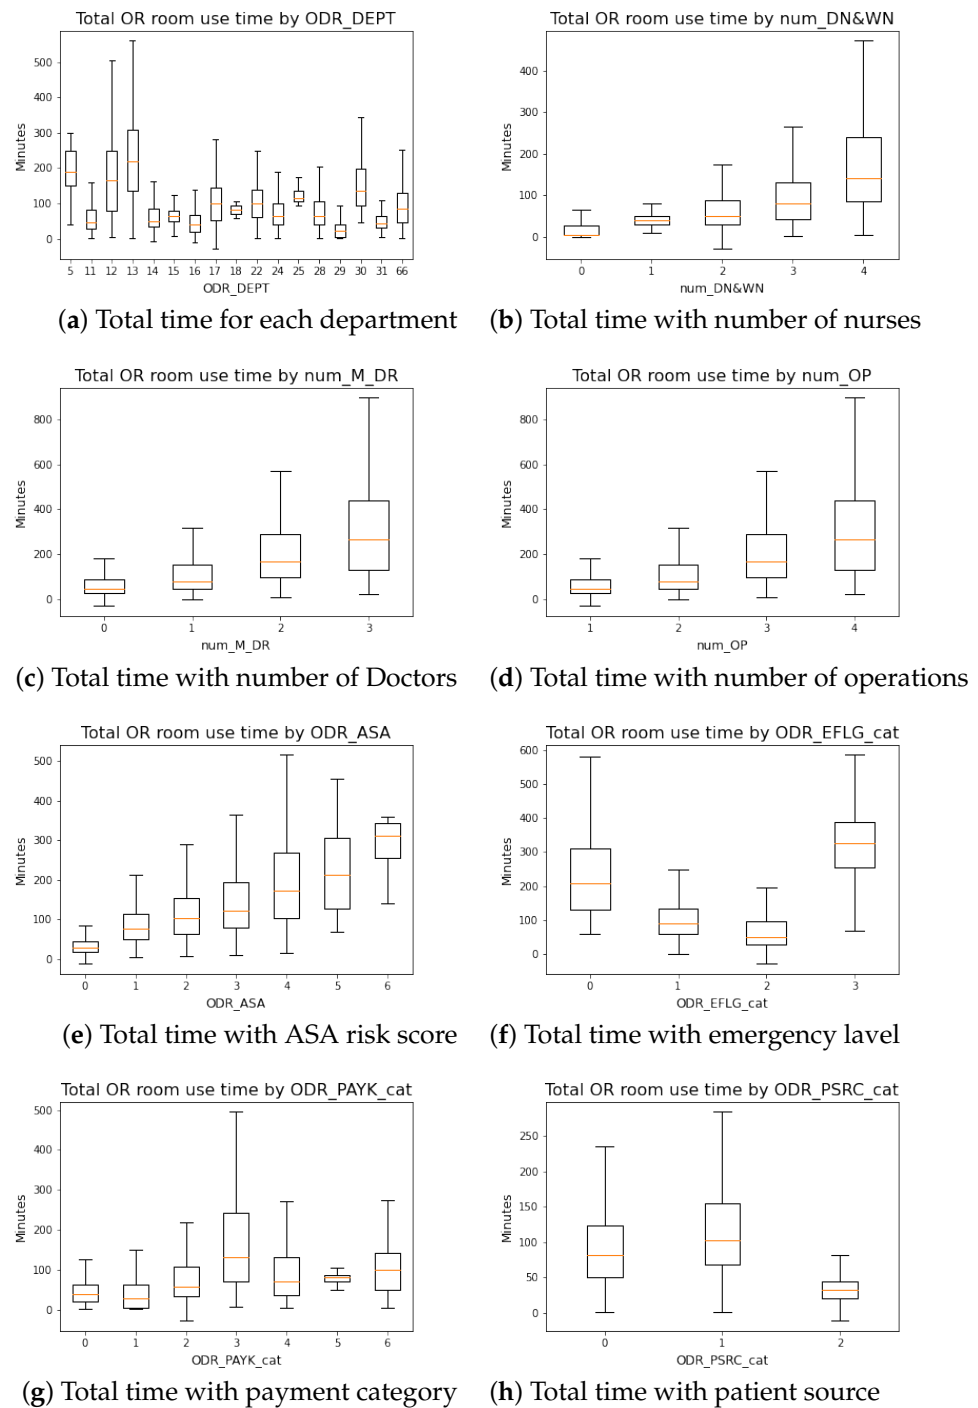 Total OR room use time by ODR_DEPT
Minutes
500
400
300
200
100
0
5 11 12 13 14 15 16 17 18 22 24 25 28 29 30 31 66
ODR_DEPT
(a) Total time for each department
Total OR room use time by num_DN&WN
Minutes
400
300
200
100
0
0 1 2 3 4
num_DN&WN
(b) Total time with number of nurses
Total OR room use time by num_M_DR
Minutes
800
600
400
200
0
0 1 2 3
num_M_DR
(c) Total time with number of Doctors
Total OR room use time by num_OP
Minutes
800
600
400
200
0
1 2 3 4
num_OP
(d) Total time with number of operations
Total OR room use time by ODR_ASA
Minutes
500
400
300
200
100
0
0 1 2 3 4 5 6
ODR_ASA
(e) Total time with ASA risk score
Total OR room use time by ODR_EFLG_cat
Minutes
600
500
400
300
200
100
0
0 1 2 3
ODR_EFLG_cat
(f) Total time with emergency lavel
Total OR room use time by ODR_PAYK_cat
Minutes
500
400
300
200
100
0
0 1 2 3 4 5 6
ODR_PAYK_cat
(g) Total time with payment category
Total OR room use time by ODR_PSRC_cat
Minutes
250
200
150
100
50
0
0 1 2
ODR_PSRC_cat
(h) Total time with patient source